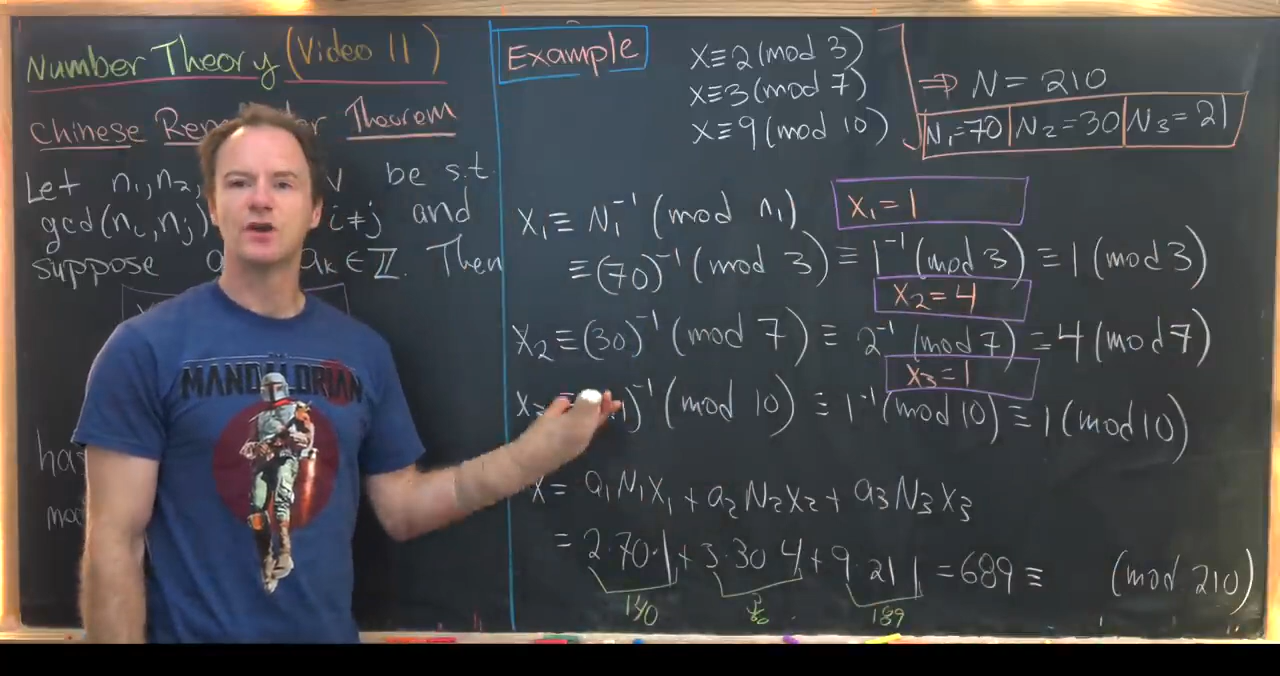 Number Theory (Video 11)
Chinese Theorem
Let n₁, n₂, be s.t.
gcd(nᵢ, nⱼ) i≠j and
suppose aₖ ∈ ℤ. Then
Example
X ≡ 2 (mod 3)
X ≡ 3 (mod 7)
X ≡ 9 (mod 10)
⇒ N = 210
N₁=70 N₂=30 N₃=21
X₁ ≡ N₁⁻¹ (mod n₁)
X₁=1
≡ (70)⁻¹ (mod 3) ≡ 1⁻¹ (mod 3) ≡ 1 (mod 3)
X₂=4
X₂ ≡ (30)⁻¹ (mod 7) ≡ 2⁻¹ (mod 7) ≡ 4 (mod 7)
X₃=1
)⁻¹ (mod 10) ≡ 1⁻¹ (mod 10) ≡ 1 (mod 10)
X = a₁N₁X₁ + a₂N₂X₂ + a₃N₃X₃
= 2·70·1 + 3·30·4 + 9·21·1 = 689 ≡ (mod 210)
140 189
MANDALORIAN